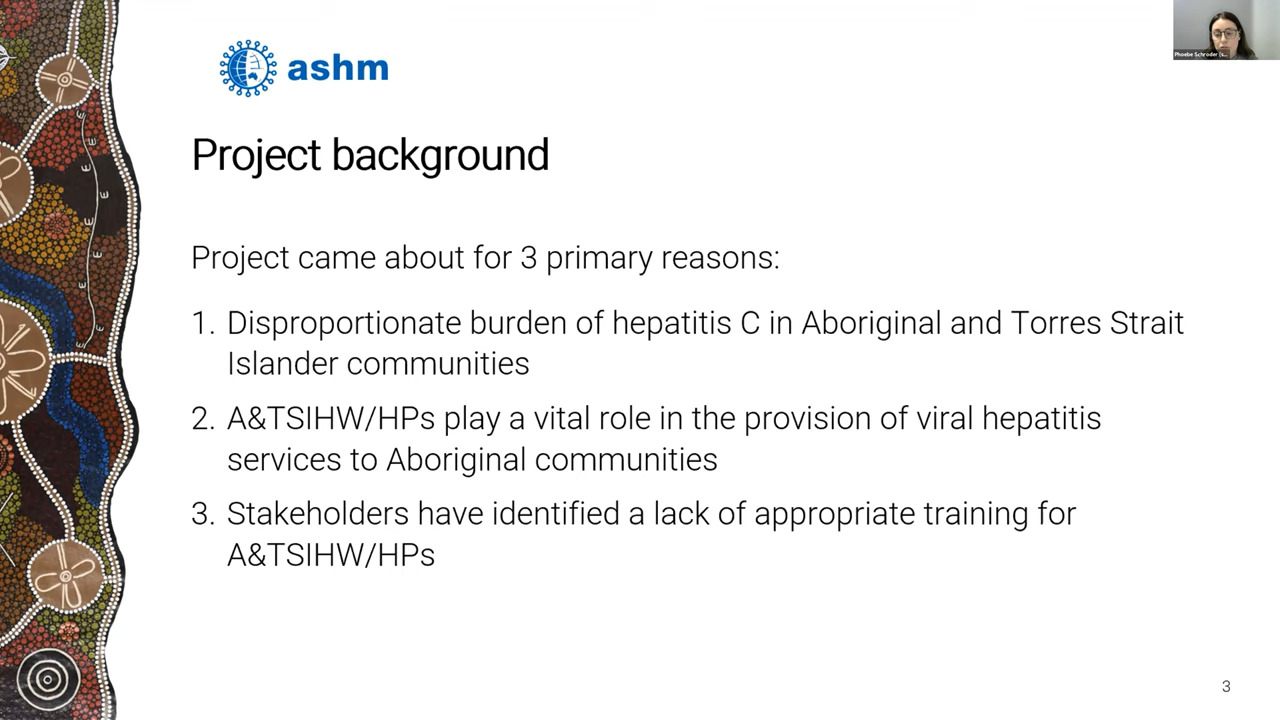 ashm
Phoebe Schroder (s...
Project background
Project came about for 3 primary reasons:
1. Disproportionate burden of hepatitis C in Aboriginal and Torres Strait
Islander communities
2. A&TSIHW/HPs play a vital role in the provision of viral hepatitis
services to Aboriginal communities
3. Stakeholders have identified a lack of appropriate training for
A&TSIHW/HPs
3